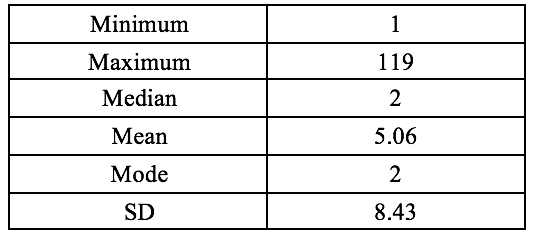 Minimum 1
Maximum 119
Median 2
Mean 5.06
Mode 2
SD 8.43